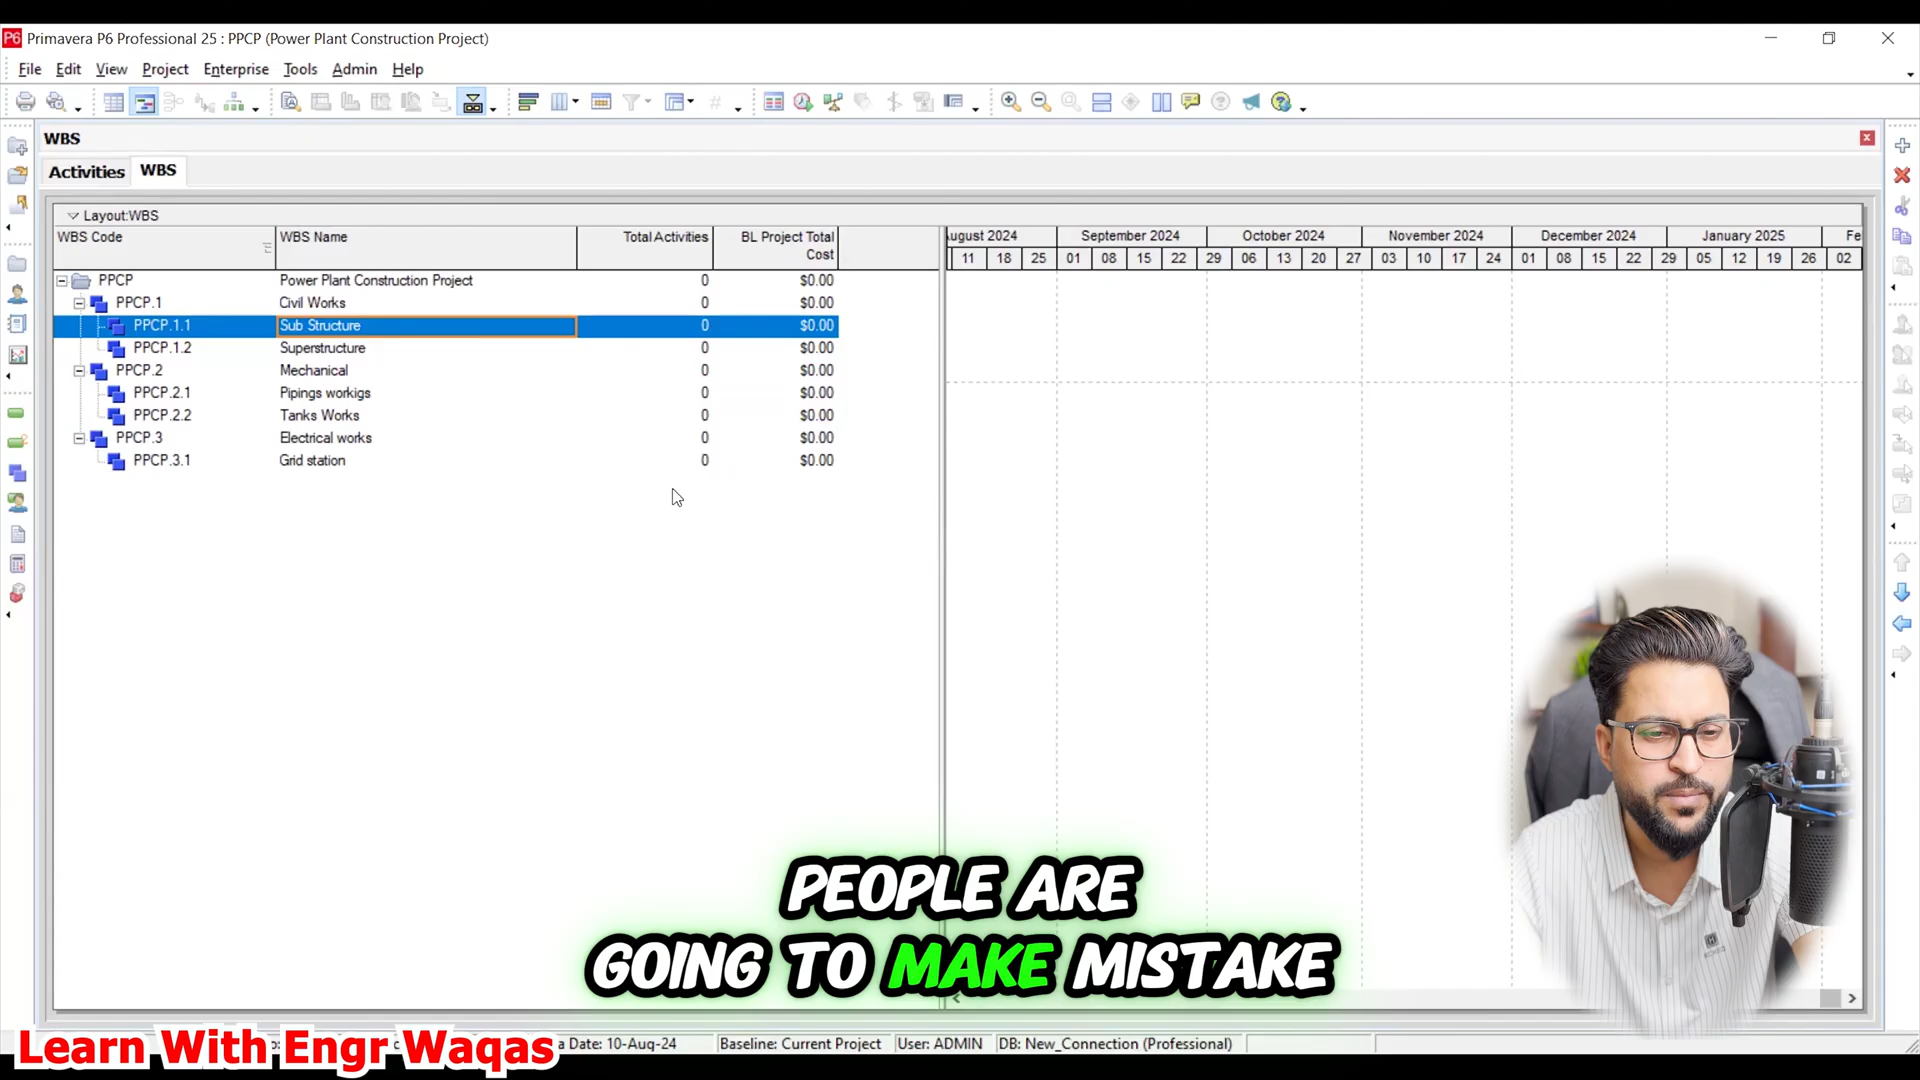 Primavera P6 Professional 25 : PPCP (Power Plant Construction Project)
File Edit View Project Enterprise Tools Admin Help
WBS
Activities WBS
Layout:WBS
WBS Code WBS Name Total Activities BL Project Total Cost
August 2024 September 2024 October 2024 November 2024 December 2024 January 2025 Fe
11 18 25 01 08 15 22 29 06 13 20 27 03 10 17 24 01 08 15 22 29 05 12 19 26 02
PPCP Power Plant Construction Project 0 $0.00
PPCP.1 Civil Works 0 $0.00
PPCP.1.1 Sub Structure 0 $0.00
PPCP.1.2 Superstructure 0 $0.00
PPCP.2 Mechanical 0 $0.00
PPCP.2.1 Pipings workigs 0 $0.00
PPCP.2.2 Tanks Works 0 $0.00
PPCP.3 Electrical works 0 $0.00
PPCP.3.1 Grid station 0 $0.00
PEOPLE ARE
GOING TO MAKE MISTAKE
Learn With Engr Waqas
a Date: 10-Aug-24 Baseline: Current Project User: ADMIN DB: New_Connection (Professional)